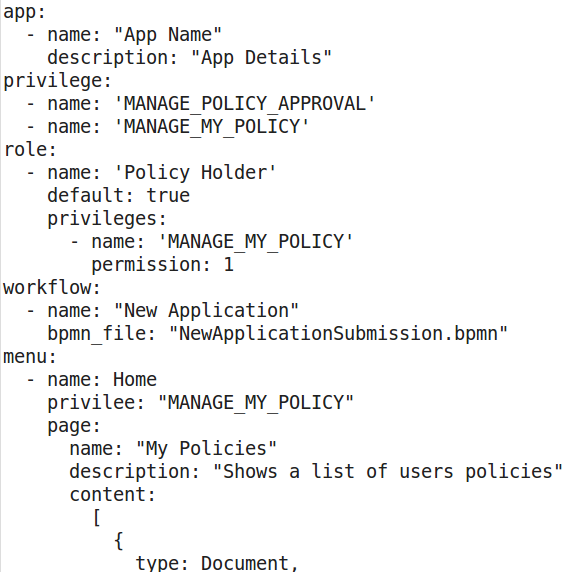 app:
  - name: "App Name"
    description: "App Details"
privilege:
  - name: 'MANAGE_POLICY_APPROVAL'
  - name: 'MANAGE_MY_POLICY'
role:
  - name: 'Policy Holder'
    default: true
    privileges:
      - name: 'MANAGE_MY_POLICY'
        permission: 1
workflow:
  - name: "New Application"
    bpmn_file: "NewApplicationSubmission.bpmn"
menu:
  - name: Home
    privilee: "MANAGE_MY_POLICY"
    page:
      name: "My Policies"
      description: "Shows a list of users policies"
      content:
        [
          {
            type: Document,